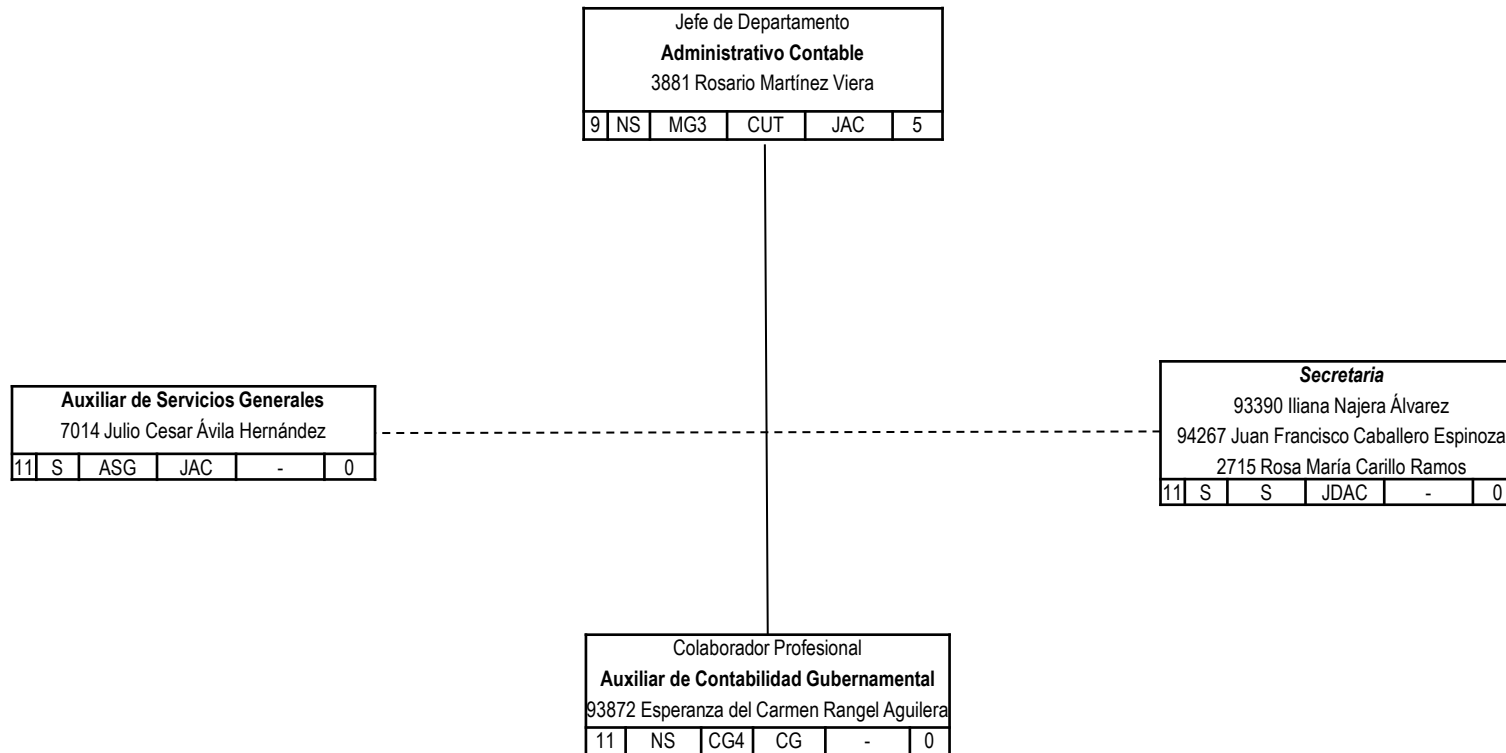 Jefe de Departamento
Administrativo Contable
3881 Rosario Martínez Viera
9 NS MG3 CUT JAC 5
Auxiliar de Servicios Generales
7014 Julio Cesar Ávila Hernández
11 S ASG JAC - 0
Secretaria
93390 Iliana Najera Álvarez
94267 Juan Francisco Caballero Espinoza
2715 Rosa María Carillo Ramos
11 S S JDAC - 0
Colaborador Profesional
Auxiliar de Contabilidad Gubernamental
93872 Esperanza del Carmen Rangel Aguilera
11 NS CG4 CG - 0